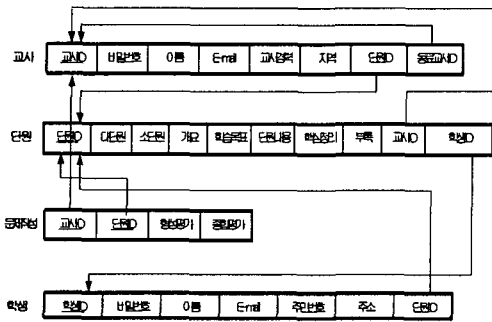 교사 교사ID 비밀번호 이름 E-mail 교사경력 지역 단원ID 동료교사ID
단원 단원ID 대단원 소단원 개요 학습목표 단원내용 핵심정리 부록 교사ID 학생ID
문제작성 교사ID 단원ID 형성평가 종합평가
학생 학생ID 비밀번호 이름 E-mail 주민번호 주소 단원ID